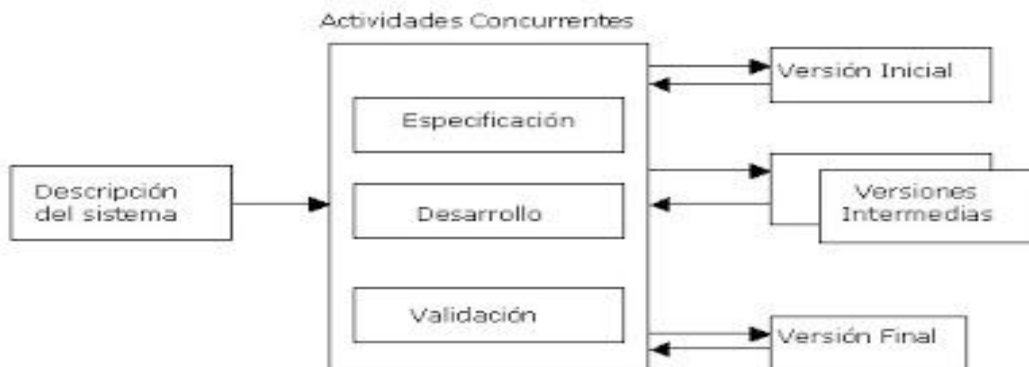 Actividades Concurrentes
Descripción
del sistema
Especificación
Desarrollo
Validación
Versión Inicial
Versiones
Intermedias
Versión Final